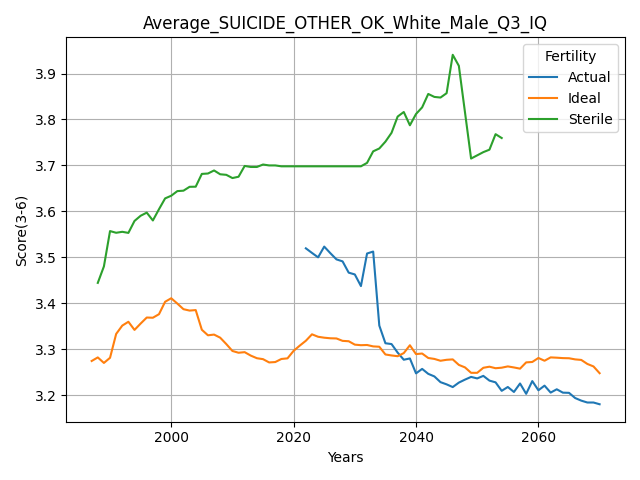 Average_SUICIDE_OTHER_OK_White_Male_Q3_IQ
Fertility
Actual
Ideal
Sterile
Score(3-6)
3.9
3.8
3.7
3.6
3.5
3.4
3.3
3.2
2000 2020 2040 2060
Years